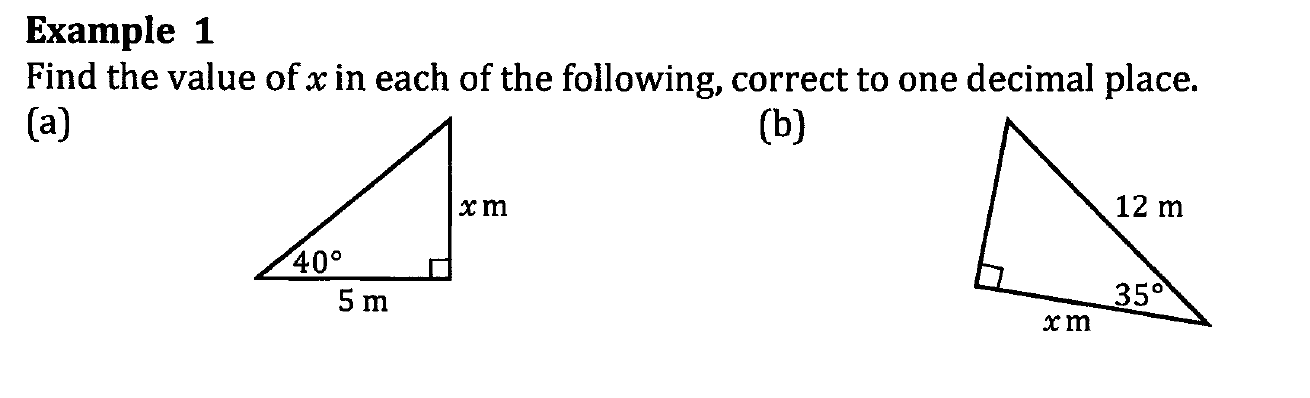 Example 1
Find the value of x in each of the following, correct to one decimal place.
(a)
(b)
x m
40°
5 m
12 m
35°
x m